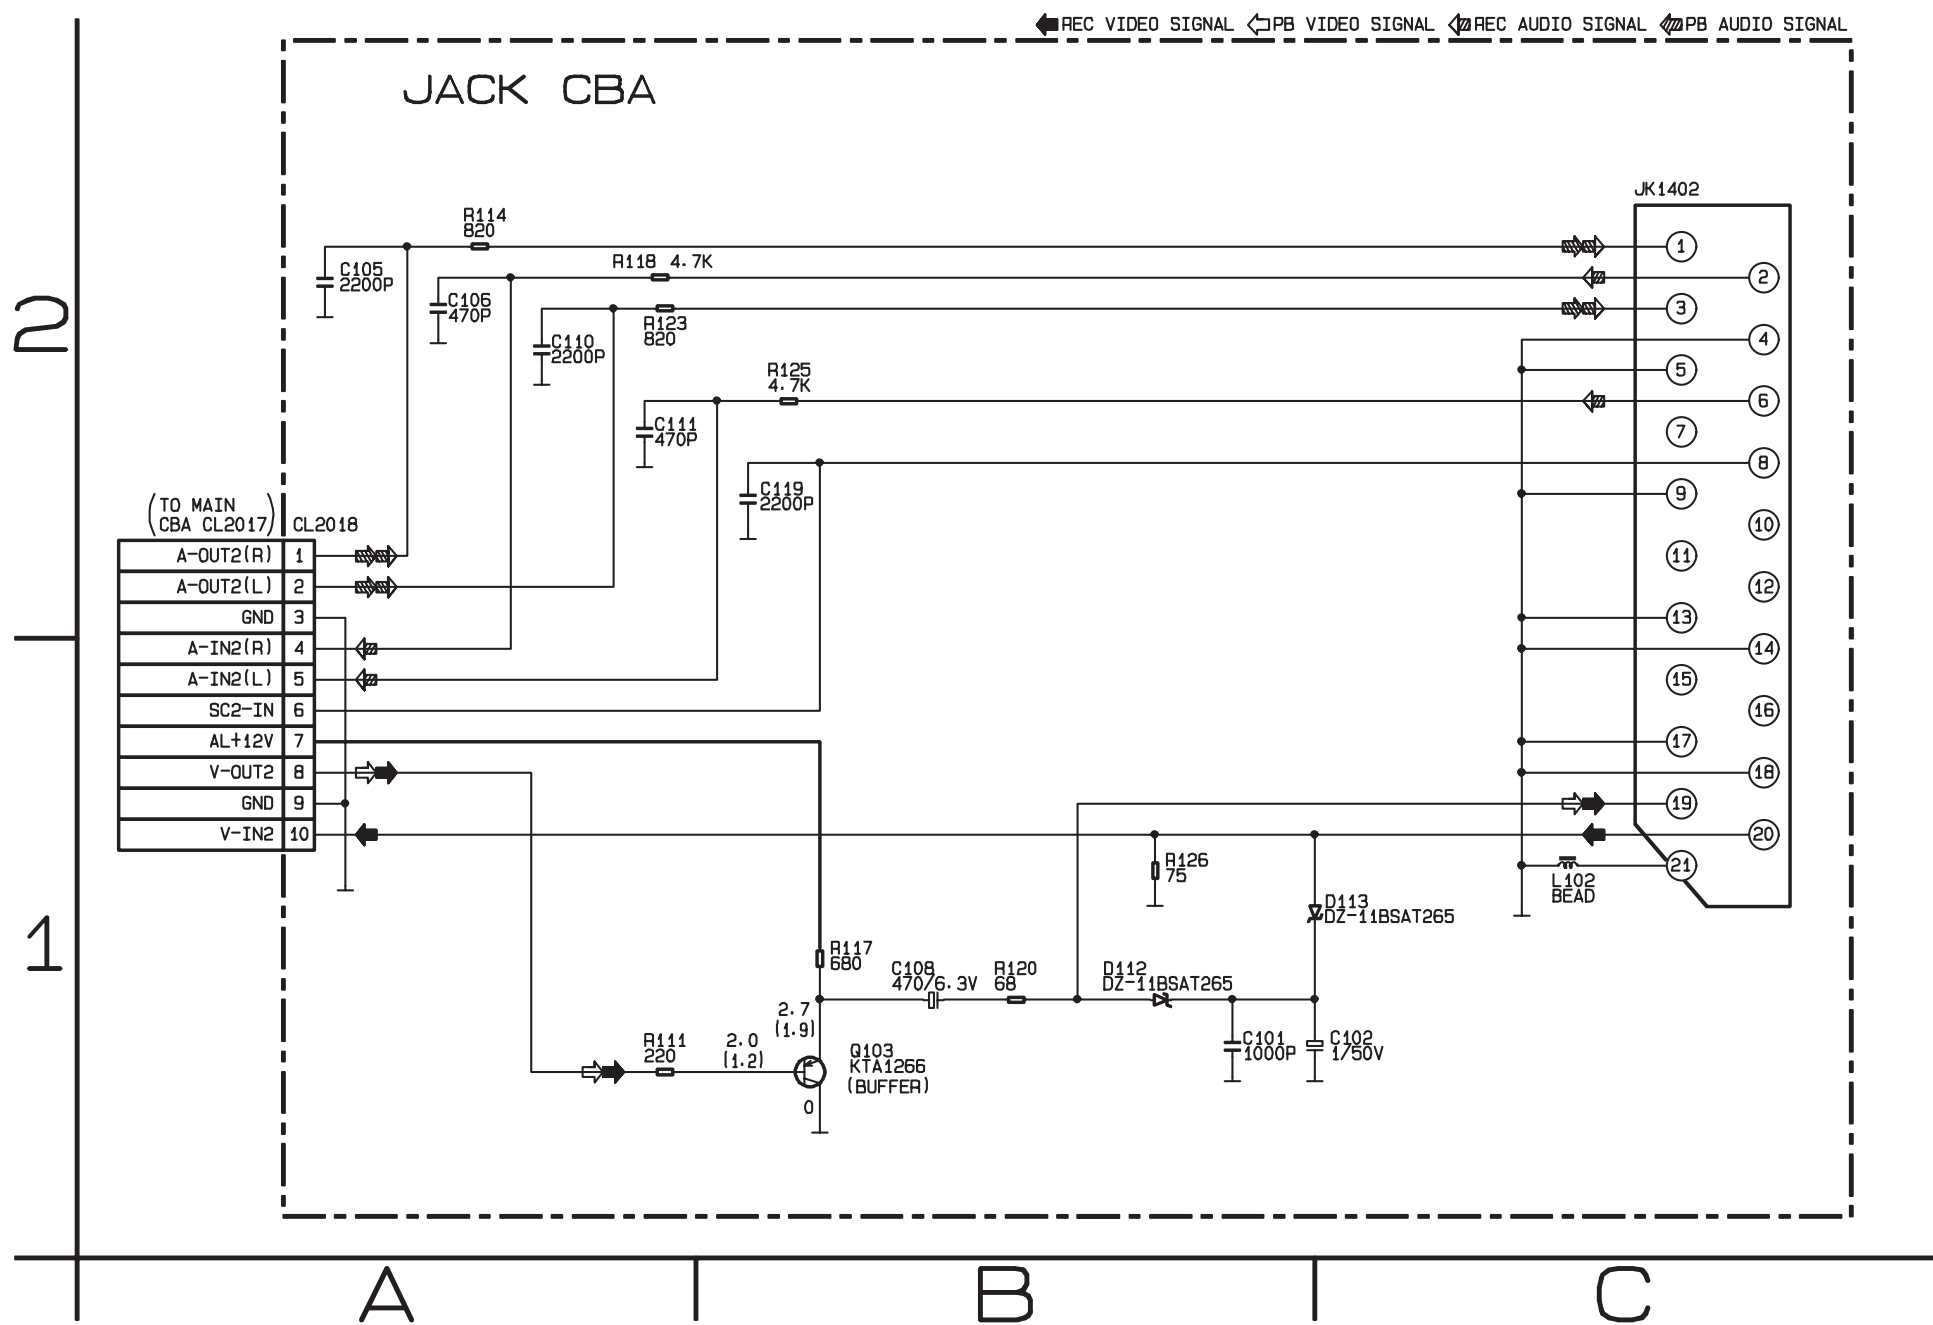 REC VIDEO SIGNAL PB VIDEO SIGNAL REC AUDIO SIGNAL PB AUDIO SIGNAL
JACK CBA
JK1402
R114
820
R118 4.7K
C105
2200P
C106
470P
R123
820
C110
2200P
R125
4.7K
C111
470P
C119
2200P
1
2
3
4
5
6
7
8
9
10
11
12
13
14
15
16
17
18
19
20
21
2
(TO MAIN
CBA CL2017) CL2018
A-OUT2(R) 1
A-OUT2(L) 2
GND 3
A-IN2(R) 4
A-IN2(L) 5
SC2-IN 6
AL+12V 7
V-OUT2 8
GND 9
V-IN2 10
R126
75
L102
BEAD
D113
DZ-11BSAT265
1
R117
680
C108
470/6.3V
R120
68
D112
DZ-11BSAT265
2.7
(1.9)
R111
220
2.0
(1.2)
Q103
KTA1266
(BUFFER)
C101
1000P
C102
1/50V
0
A B C